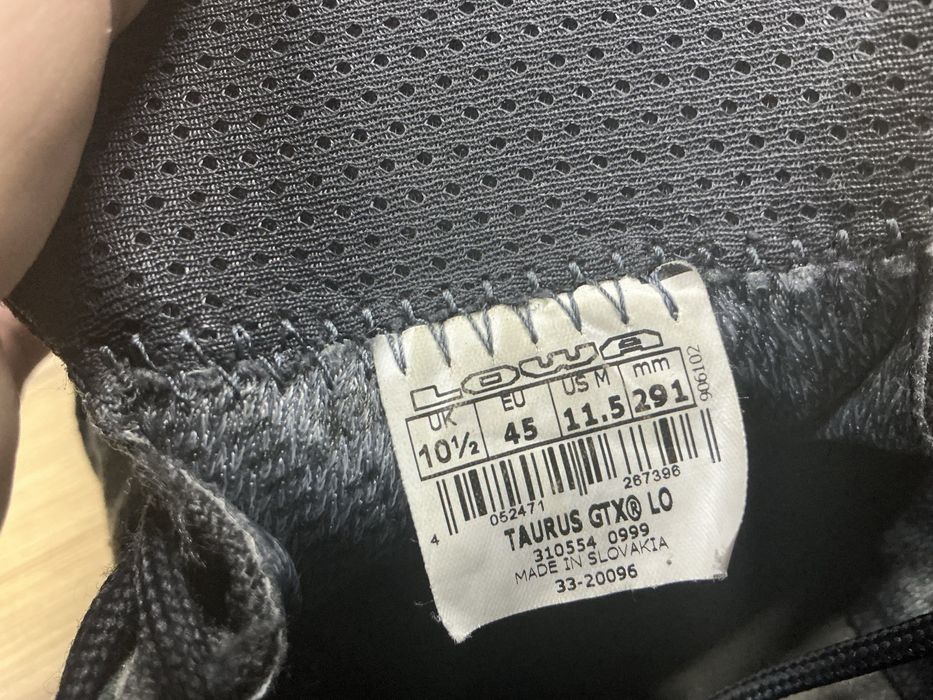 LOWA
UK EU US M mm
10½ 45 11.5 291
906102
4 052471 267396
TAURUS GTX® LO
310554 0999
MADE IN SLOVAKIA
33-20096